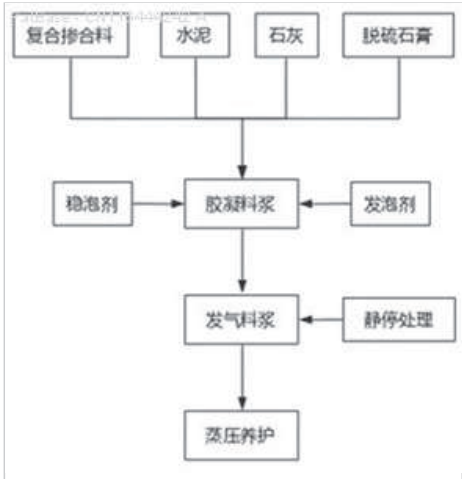 复合掺合料
水泥
石灰
脱硫石膏
稳泡剂
胶凝料浆
发泡剂
发气料浆
静停处理
蒸压养护